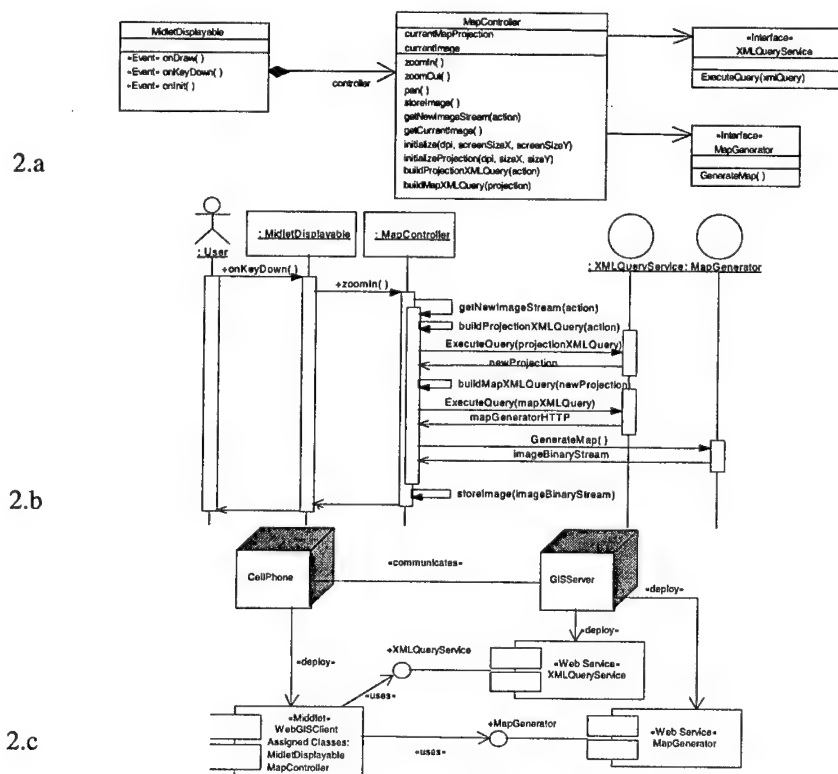 MidletDisplayable
«Event» onDraw( )
«Event» onKeyDown( )
«Event» onInit( )
controller
MapController
currentMapProjection
currentImage
zoomIn( )
zoomOut( )
pan( )
storeImage( )
getNewImageStream(action)
getCurrentImage( )
initialize(dpi, screenSizeX, screenSizeY)
initializeProjection(dpi, sizeX, sizeY)
buildProjectionXMLQuery(action)
buildMapXMLQuery(projection)
«Interface»
XMLQueryService
ExecuteQuery(xmlQuery)
«Interface»
MapGenerator
GenerateMap( )
2.a
: User
: MidletDisplayable
: MapController
: XMLQueryService
: MapGenerator
+onKeyDown( )
+zoomIn( )
getNewImageStream(action)
buildProjectionXMLQuery(action)
ExecuteQuery(projectionXMLQuery)
newProjection
buildMapXMLQuery(newProjection)
ExecuteQuery(mapXMLQuery)
mapGeneratorHTTP
GenerateMap( )
imageBinaryStream
storeImage(imageBinaryStream)
2.b
CellPhone
«communicates»
GISServer
«deploy»
«deploy»
«deploy»
+XMLQueryService
«uses»
«Web Service»
XMLQueryService
«Middlet»
WebGISClient
Assigned Classes:
MidletDisplayable
MapController
+MapGenerator
«uses»
«Web Service»
MapGenerator
2.c